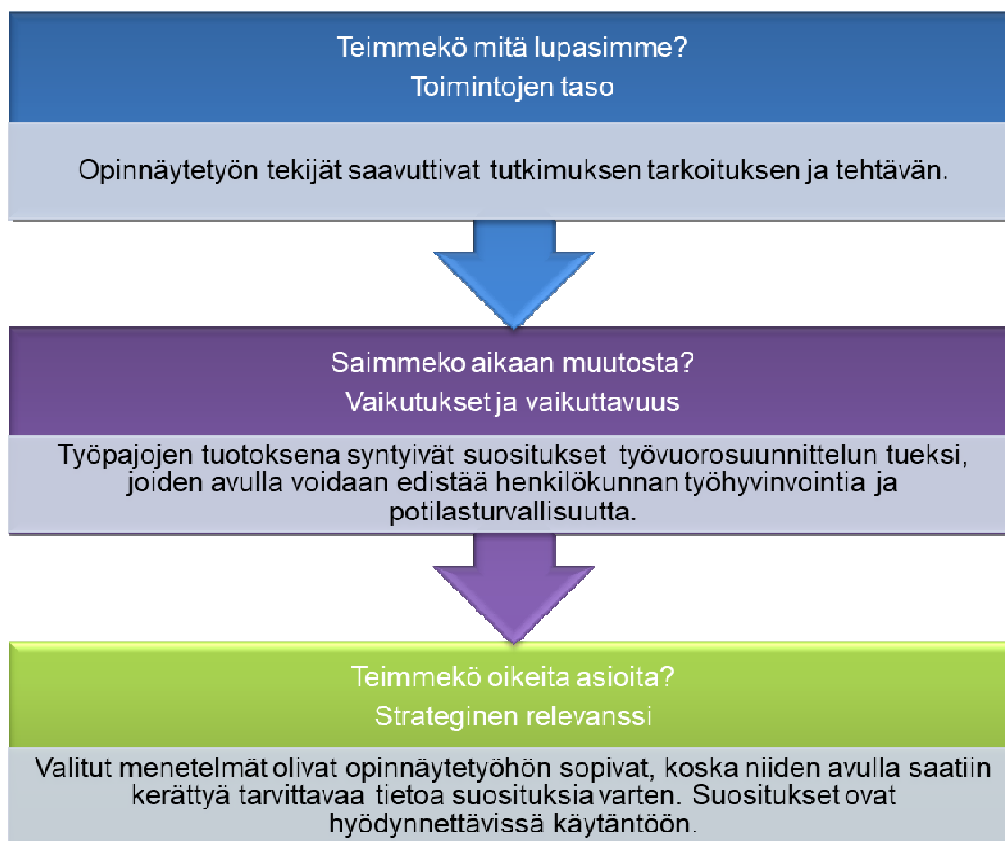 Teimmekö mitä lupasimme?
Toimintojen taso
Opinnäytetyön tekijät saavuttivat tutkimuksen tarkoituksen ja tehtävän.
Saimmeko aikaan muutosta?
Vaikutukset ja vaikuttavuus
Työpajojen tuotoksena syntyivät suositukset työvuorosuunnittelun tueksi,
joiden avulla voidaan edistää henkilökunnan työhyvinvointia ja
potilasturvallisuutta.
Teimmekö oikeita asioita?
Strateginen relevanssi
Valitut menetelmät olivat opinnäytetyöhön sopivat, koska niiden avulla saatiin
kerättyä tarvittavaa tietoa suosituksia varten. Suositukset ovat
hyödynnettävissä käytäntöön.